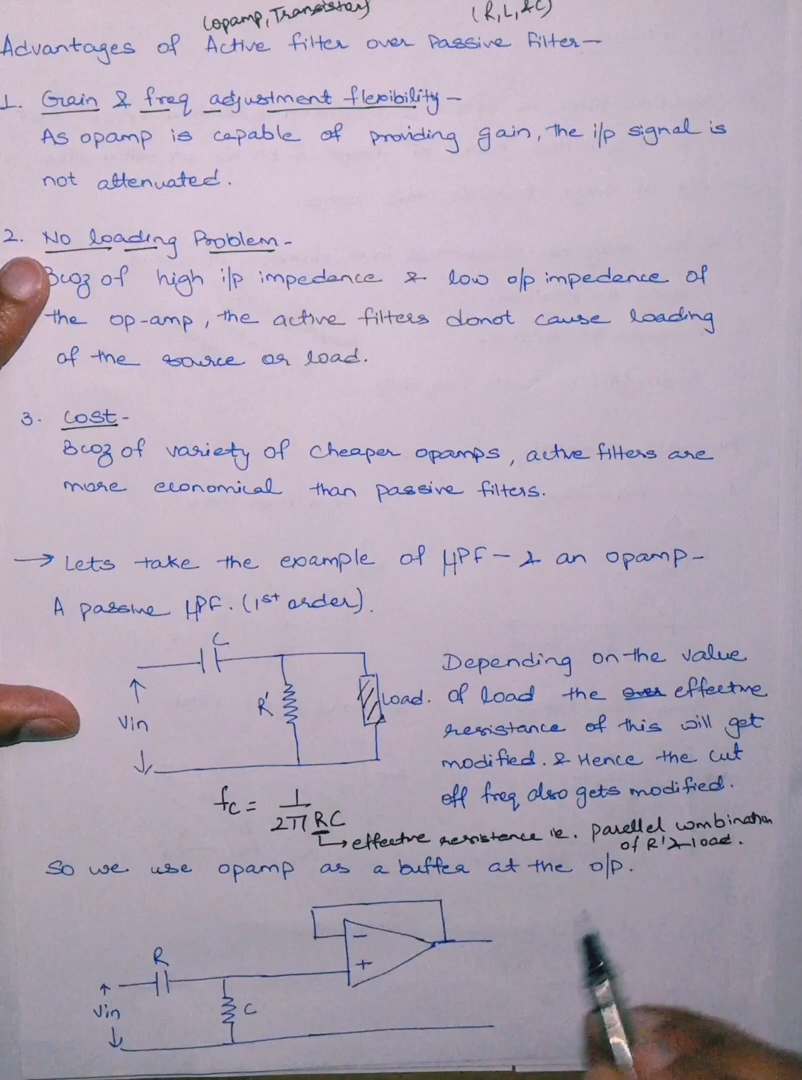 (opamp, Transistors) (R, L, & C)
Advantages of Active filter over Passive Filter-
1. Gain & freq adjustment flexibility-
As opamp is capable of providing gain, the i/p signal is
not attenuated.
2. No loading Problem-
Bcoz of high i/p impedance & low o/p impedence of
the op-amp, the active filters donot cause loading
of the source or load.
3. Cost-
Bcoz of variety of cheaper opamps, active filters are
more economical than passive filters.
→ Lets take the example of HPF- & an opamp-
A passive HPF. (1st order).
C
Vin
R'
Load.
Depending on the value
of load the effective
resistance of this will get
modified. & Hence the cut
off freq also gets modified.
fc = 1/2πRC
→ effective resistance ie. parellel combination
of R' & load.
So we use opamp as a buffer at the o/p.
R
Vin
C
-
+